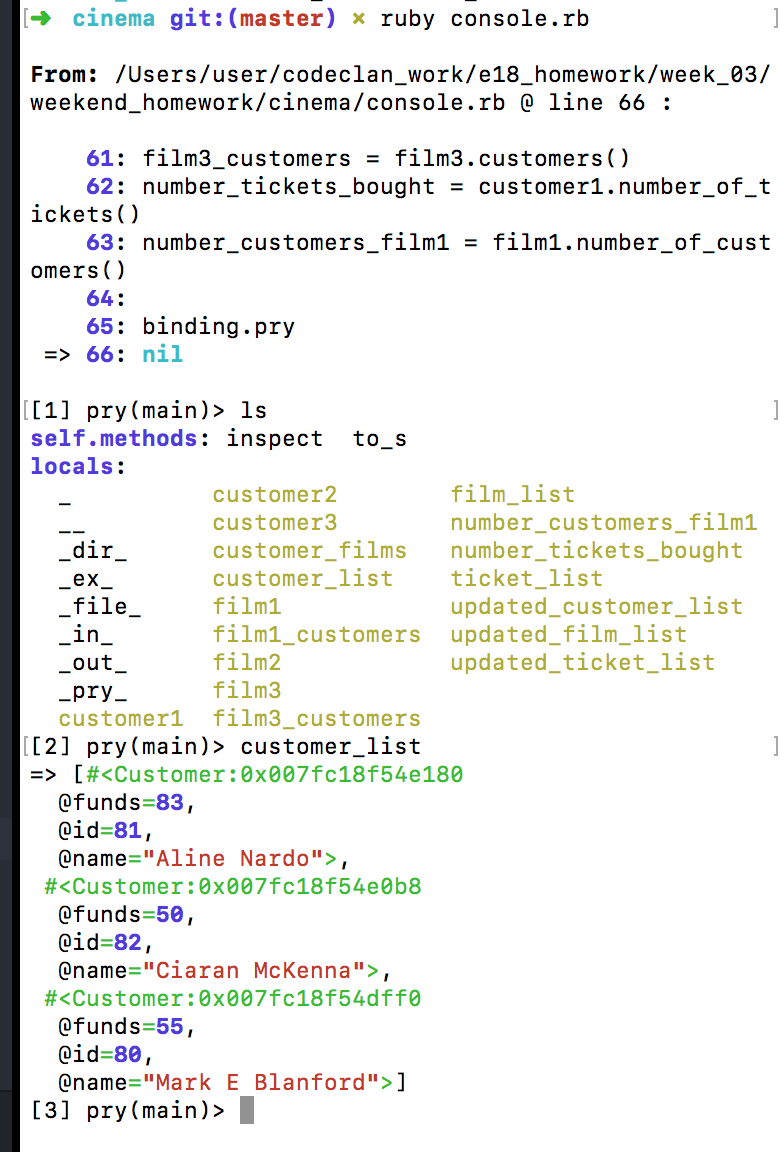 [➜ cinema git:(master) × ruby console.rb ]
From: /Users/user/codeclan_work/e18_homework/week_03/
weekend_homework/cinema/console.rb @ line 66 :
61: film3_customers = film3.customers()
62: number_tickets_bought = customer1.number_of_t
ickets()
63: number_customers_film1 = film1.number_of_cust
omers()
64:
65: binding.pry
=> 66: nil
[[1] pry(main)> ls ]
self.methods: inspect to_s
locals:
_ customer2 film_list
__ customer3 number_customers_film1
_dir_ customer_films number_tickets_bought
_ex_ customer_list ticket_list
_file_ film1 updated_customer_list
_in_ film1_customers updated_film_list
_out_ film2 updated_ticket_list
_pry_ film3
customer1 film3_customers
[[2] pry(main)> customer_list ]
=> [#<Customer:0x007fc18f54e180
@funds=83,
@id=81,
@name="Aline Nardo">,
#<Customer:0x007fc18f54e0b8
@funds=50,
@id=82,
@name="Ciaran McKenna">,
#<Customer:0x007fc18f54dff0
@funds=55,
@id=80,
@name="Mark E Blanford">]
[3] pry(main)>